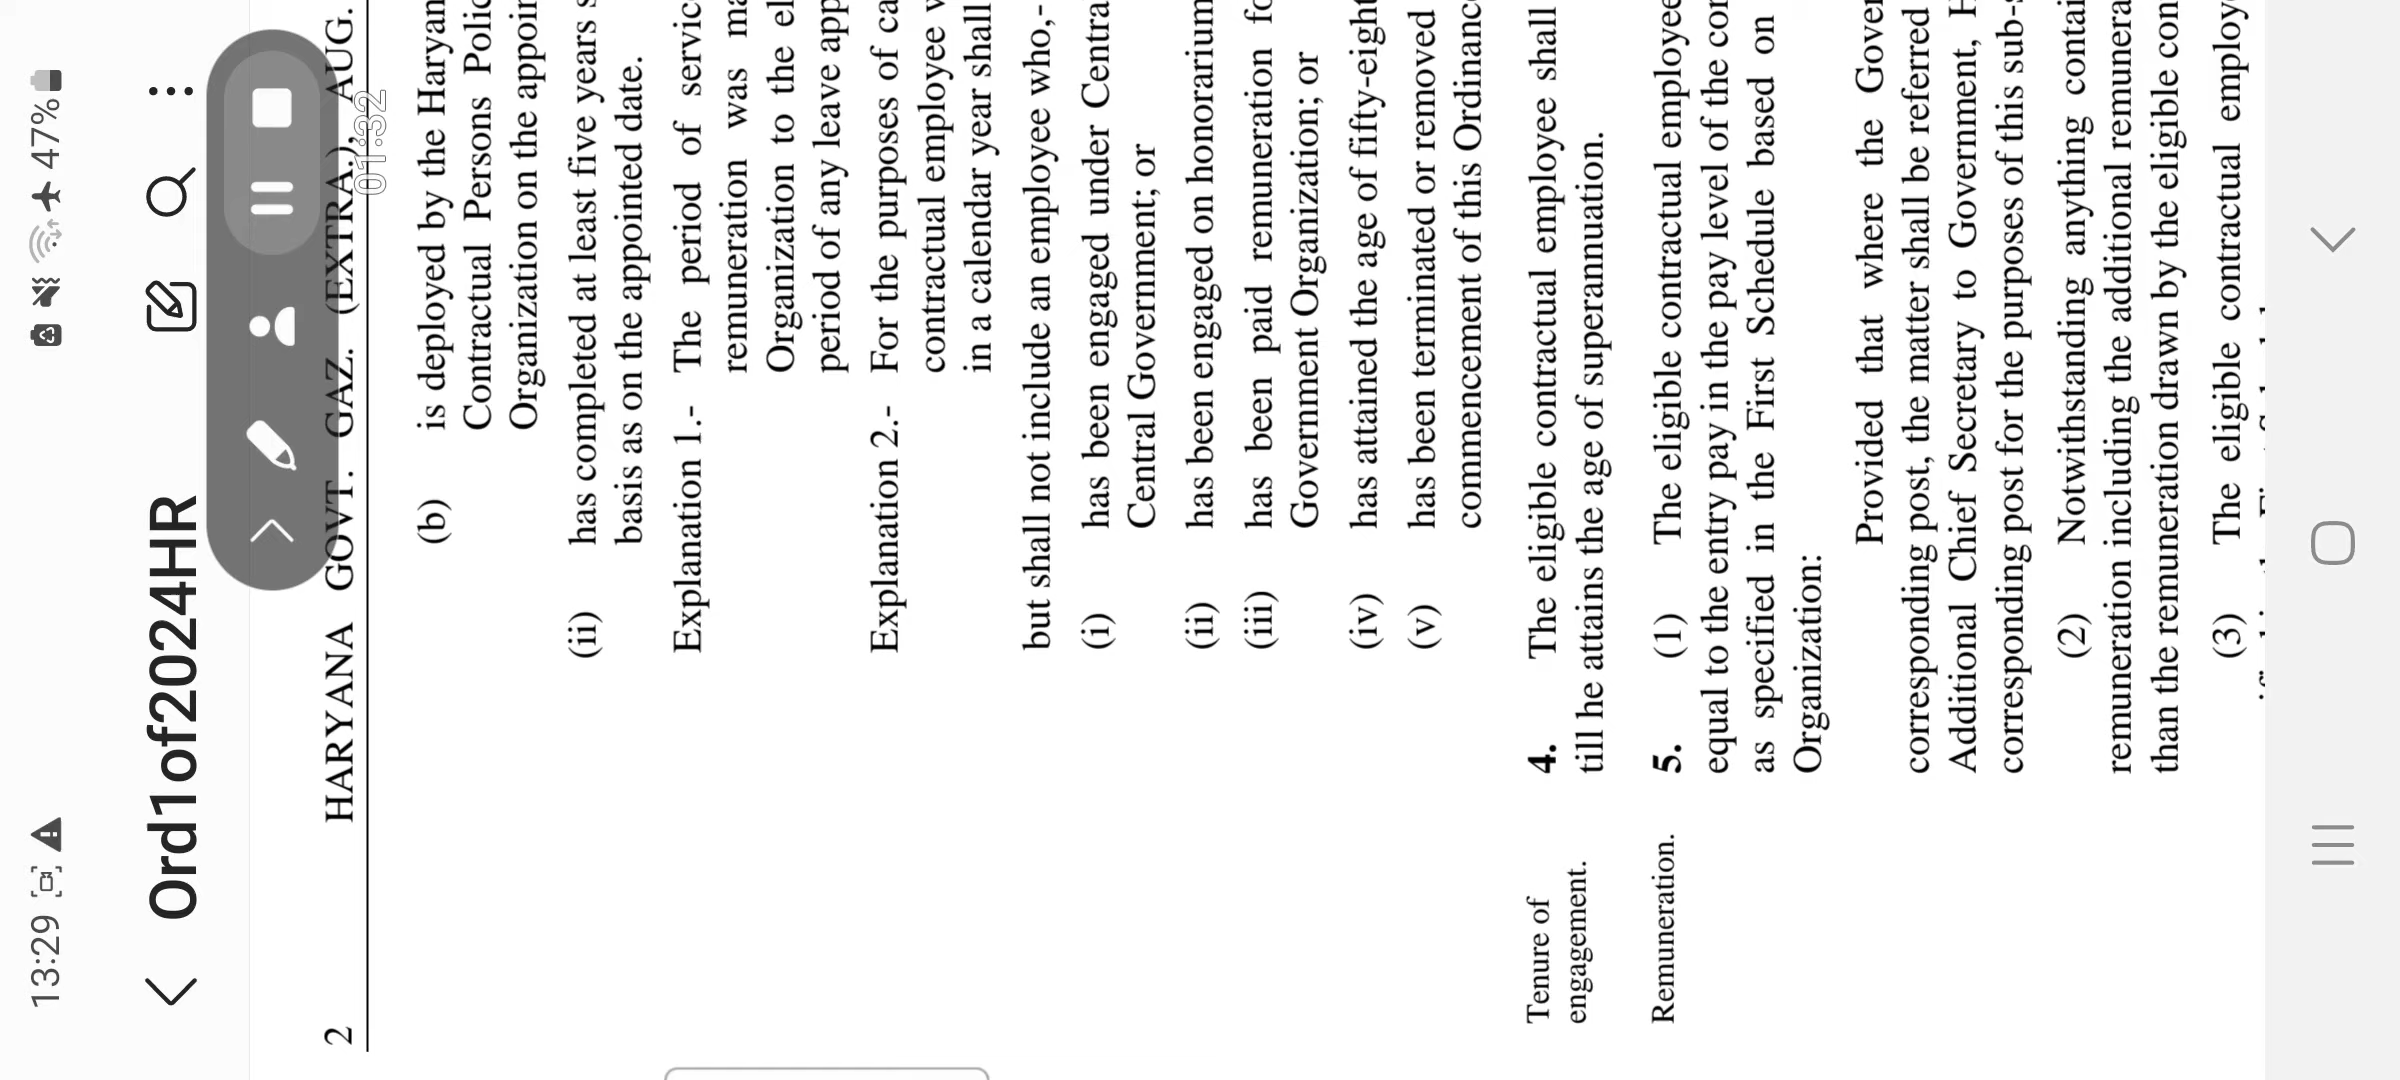 13:29
47%
Ord1of2024HR
01:32
2 HARYANA GOVT. GAZ. (EXTRA.), AUG.
(b) is deployed by the Haryan
Contractual Persons Polic
Organization on the appoin
(ii) has completed at least five years s
basis as on the appointed date.
Explanation 1.- The period of servic
remuneration was ma
Organization to the el
period of any leave app
Explanation 2.- For the purposes of ca
contractual employee w
in a calendar year shall
but shall not include an employee who,-
(i) has been engaged under Centra
Central Government; or
(ii) has been engaged on honorarium
(iii) has been paid remuneration fo
Government Organization; or
(iv) has attained the age of fifty-eight
(v) has been terminated or removed
commencement of this Ordinanc
Tenure of 4. The eligible contractual employee shall
engagement. till he attains the age of superannuation.
Remuneration. 5. (1) The eligible contractual employee
equal to the entry pay in the pay level of the cor
as specified in the First Schedule based on
Organization:
Provided that where the Gover
corresponding post, the matter shall be referred
Additional Chief Secretary to Government, H
corresponding post for the purposes of this sub-s
(2) Notwithstanding anything contai
remuneration including the additional remunera
than the remuneration drawn by the eligible con
(3) The eligible contractual employe